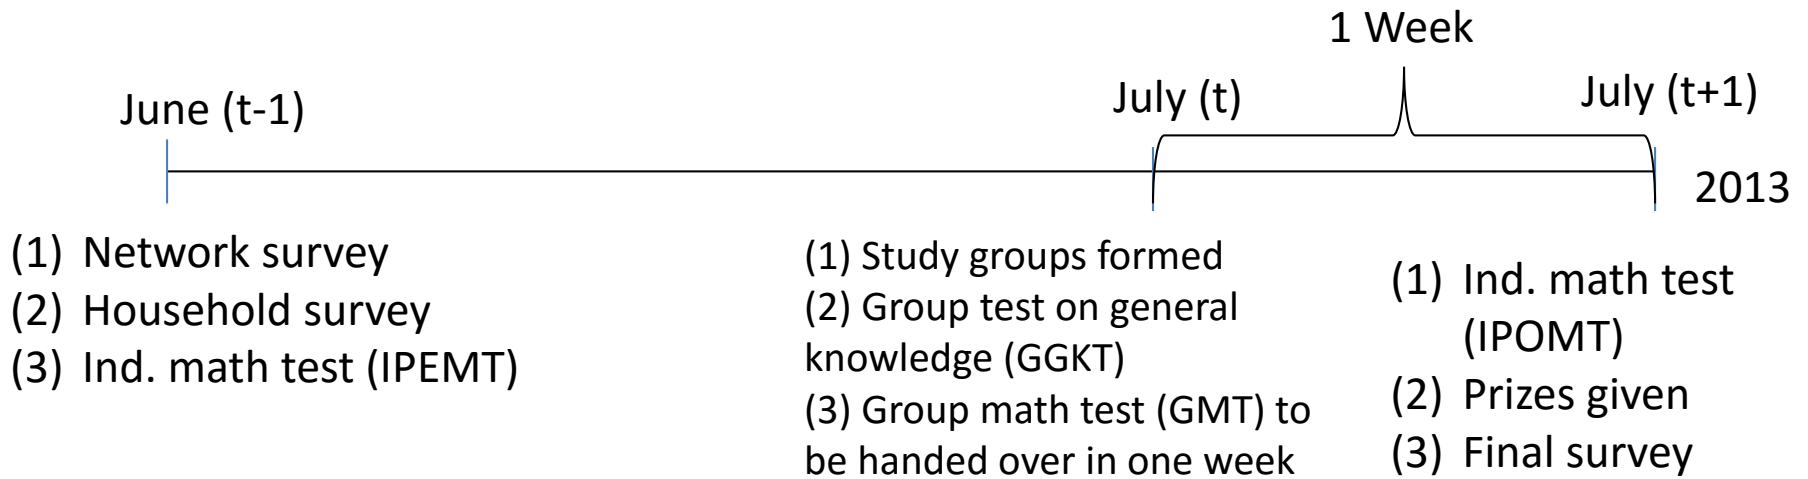 1 Week
June (t-1)
July (t)
July (t+1)
2013
(1) Network survey
(2) Household survey
(3) Ind. math test (IPEMT)
(1) Study groups formed
(2) Group test on general
knowledge (GGKT)
(3) Group math test (GMT) to
be handed over in one week
(1) Ind. math test
(IPOMT)
(2) Prizes given
(3) Final survey